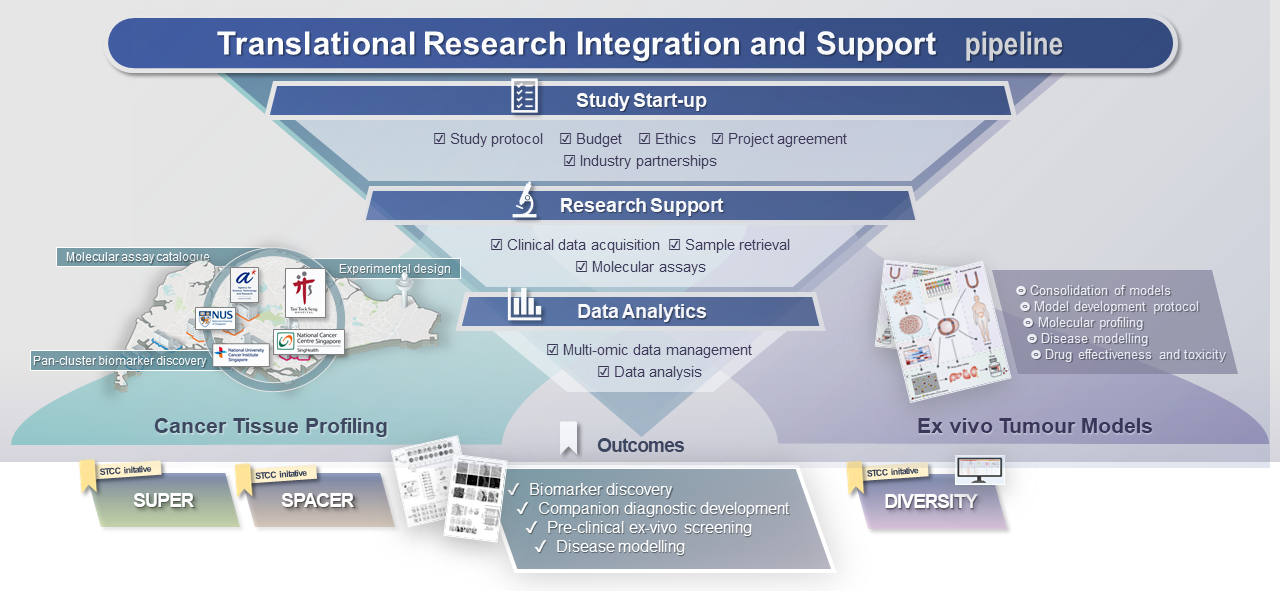 Translational Research Integration and Support pipeline
Study Start-up
☑ Study protocol ☑ Budget ☑ Ethics ☑ Project agreement
☑ Industry partnerships
Research Support
☑ Clinical data acquisition ☑ Sample retrieval
☑ Molecular assays
Data Analytics
☑ Multi-omic data management
☑ Data analysis
Molecular assay catalogue
Experimental design
Pan-cluster biomarker discovery
Tan Tock Seng
HOSPITAL
NUS
National Cancer
Centre Singapore
SingHealth
National University
Cancer Institute
Singapore
Cancer Tissue Profiling
Consolidation of models
Model development protocol
Molecular profiling
Disease modelling
Drug effectiveness and toxicity
Ex vivo Tumour Models
STCC initative
SUPER
STCC initative
SPACER
Outcomes
✓ Biomarker discovery
✓ Companion diagnostic development
✓ Pre-clinical ex-vivo screening
✓ Disease modelling
STCC initative
DIVERSITY